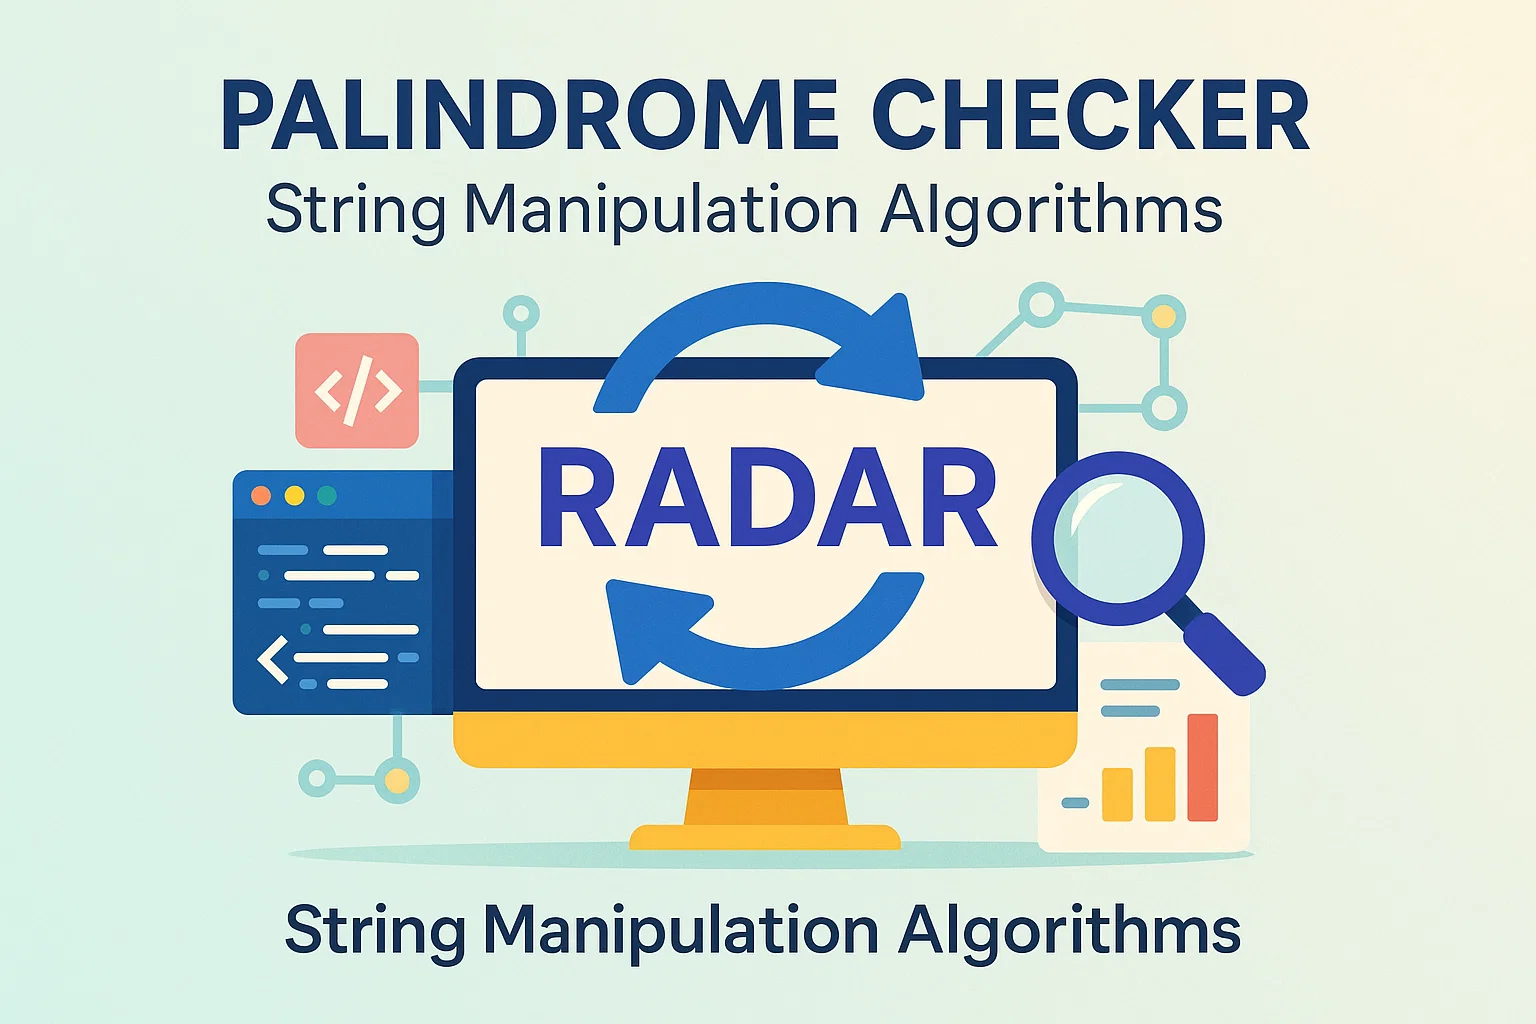 PALINDROME CHECKER
String Manipulation Algorithms
</>
RADAR
String Manipulation Algorithms